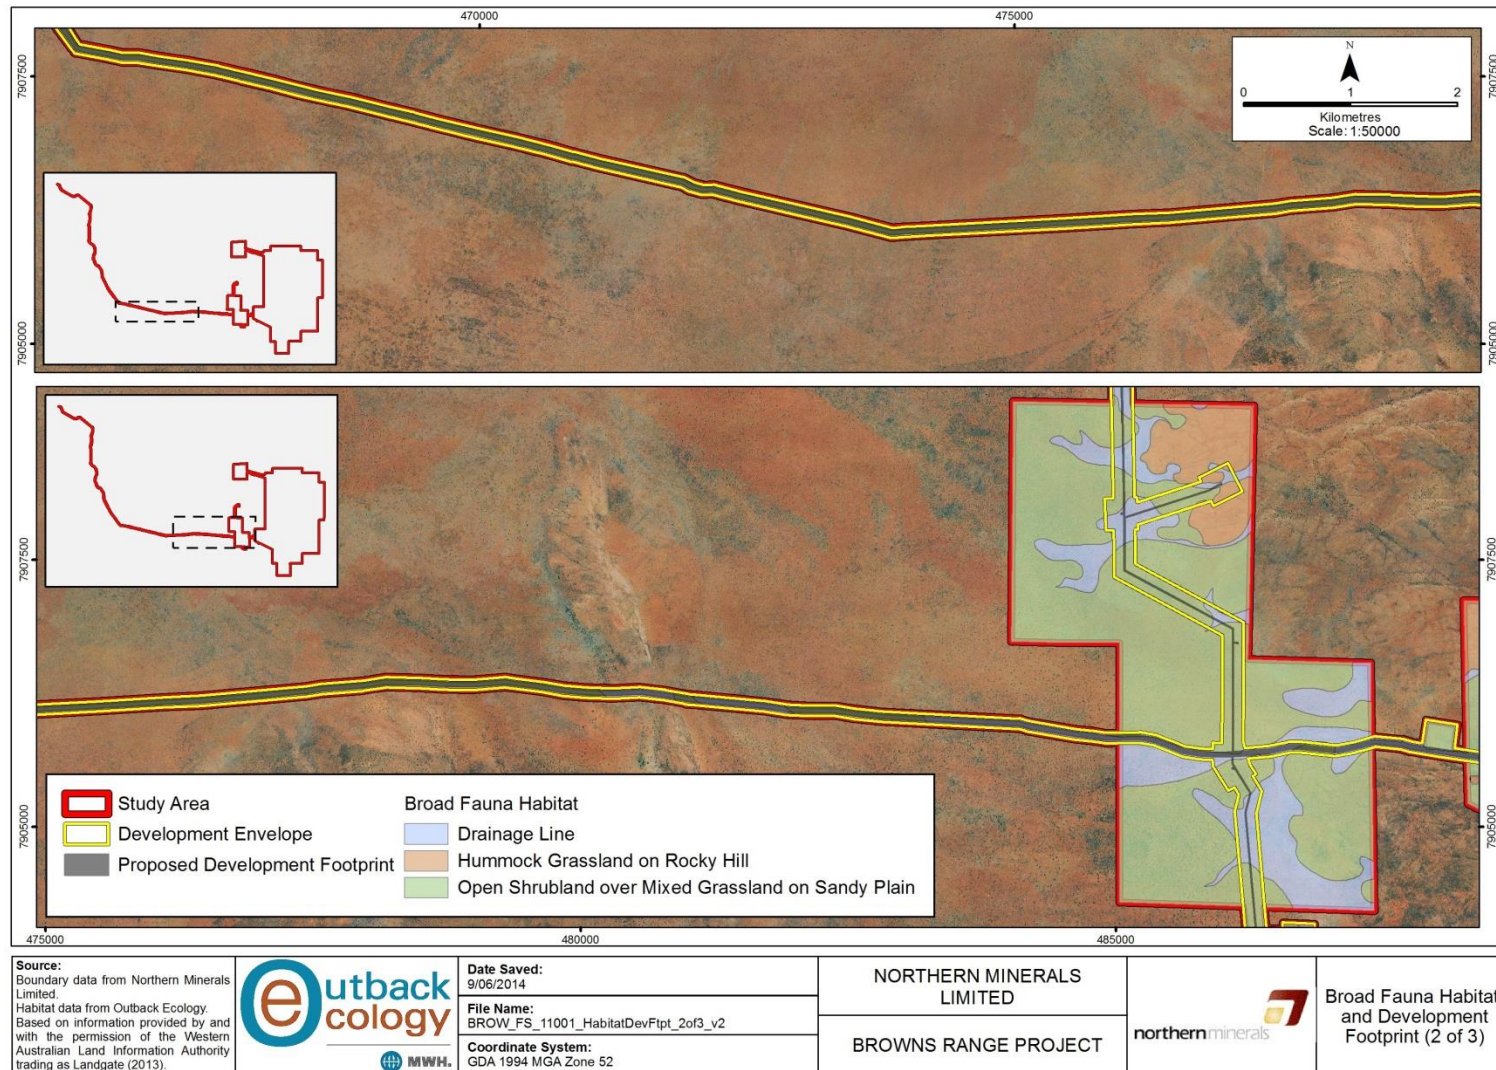 470000
475000
7907500
7907500
N
0 1 2
Kilometres
Scale: 1:50000
7905000
7905000
7907500
7907500
Study Area
Development Envelope
Proposed Development Footprint
Broad Fauna Habitat
Drainage Line
Hummock Grassland on Rocky Hill
Open Shrubland over Mixed Grassland on Sandy Plain
7905000
7905000
475000
480000
485000
Source:
Boundary data from Northern Minerals
Limited.
Habitat data from Outback Ecology.
Based on information provided by and
with the permission of the Western
Australian Land Information Authority
trading as Landgate (2013).
Outback
ecology
MWH.
Date Saved:
9/06/2014
File Name:
BROW_FS_11001_HabitatDevFtpt_2of3_v2
Coordinate System:
GDA 1994 MGA Zone 52
NORTHERN MINERALS
LIMITED
BROWNS RANGE PROJECT
northernminerals
Broad Fauna Habitat
and Development
Footprint (2 of 3)